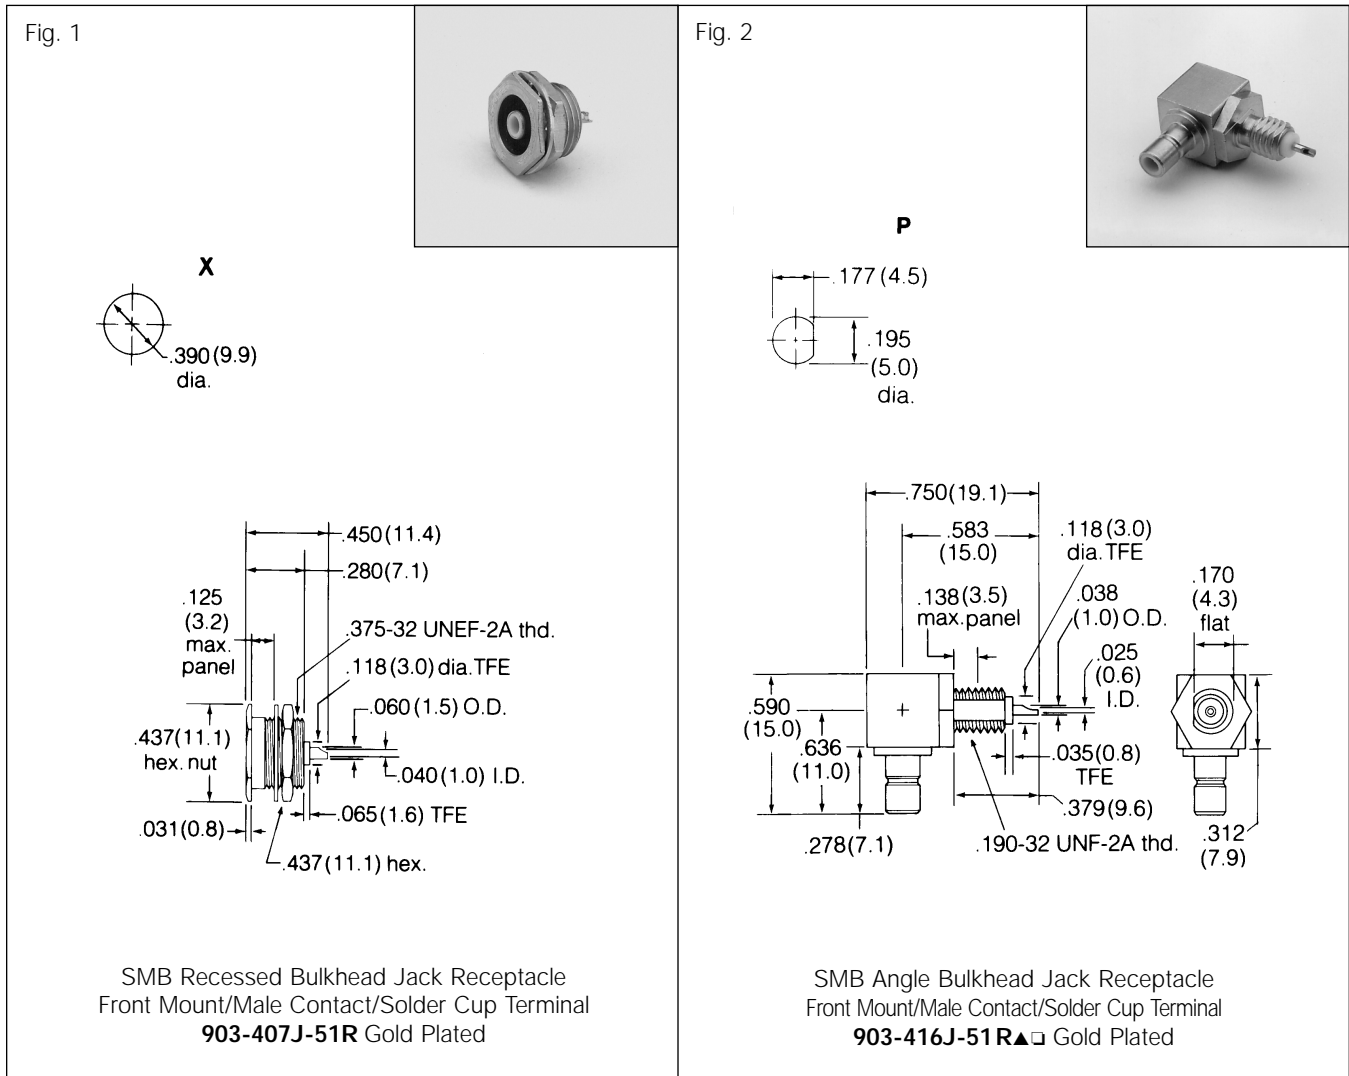 Fig. 1
X
.390 (9.9)
dia.
.450 (11.4)
.280 (7.1)
.125
(3.2)
max.
panel
.375-32 UNEF-2A thd.
.118 (3.0) dia. TFE
.060 (1.5) O.D.
.437 (11.1)
hex. nut
.040 (1.0) I.D.
.065 (1.6) TFE
.031 (0.8)
.437 (11.1) hex.
SMB Recessed Bulkhead Jack Receptacle
Front Mount/Male Contact/Solder Cup Terminal
903-407J-51R Gold Plated
Fig. 2
P
.177 (4.5)
.195
(5.0)
dia.
.750 (19.1)
.583
(15.0)
.118 (3.0)
dia. TFE
.138 (3.5)
max. panel
.038
(1.0) O.D.
.170
(4.3)
flat
.025
(0.6)
I.D.
.590
(15.0)
.636
(11.0)
.035 (0.8)
TFE
.379 (9.6)
.278 (7.1)
.190-32 UNF-2A thd.
.312
(7.9)
SMB Angle Bulkhead Jack Receptacle
Front Mount/Male Contact/Solder Cup Terminal
903-416J-51R▲❑ Gold Plated